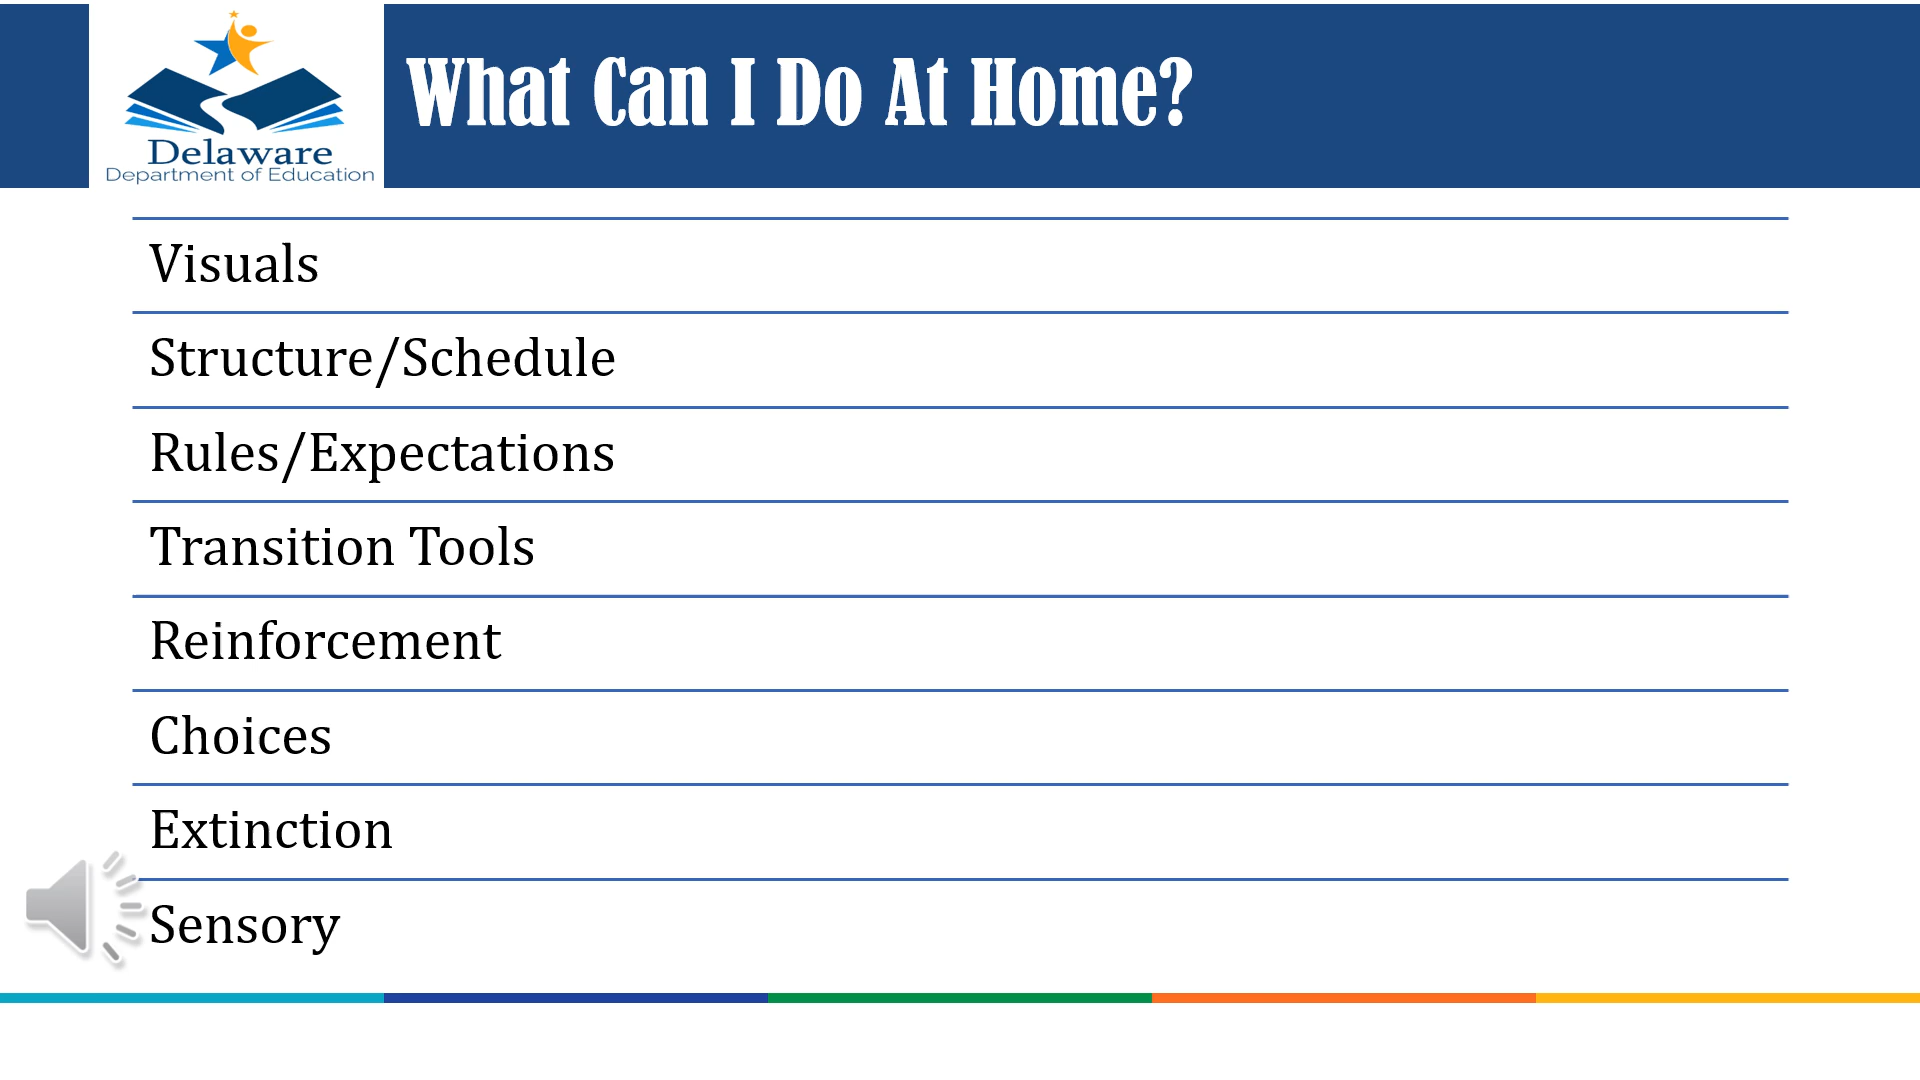 What Can I Do At Home?
Delaware
Department of Education
Visuals
Structure/Schedule
Rules/Expectations
Transition Tools
Reinforcement
Choices
Extinction
Sensory